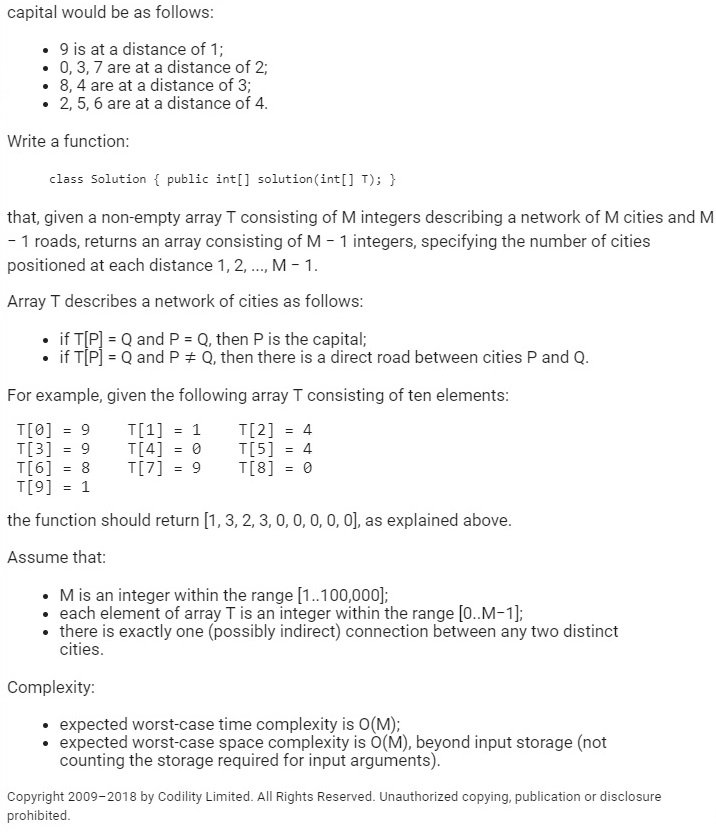 capital would be as follows:
• 9 is at a distance of 1;
• 0, 3, 7 are at a distance of 2;
• 8, 4 are at a distance of 3;
• 2, 5, 6 are at a distance of 4.
Write a function:
class Solution { public int[] solution(int[] T); }
that, given a non-empty array T consisting of M integers describing a network of M cities and M
− 1 roads, returns an array consisting of M − 1 integers, specifying the number of cities
positioned at each distance 1, 2, ..., M − 1.
Array T describes a network of cities as follows:
• if T[P] = Q and P = Q, then P is the capital;
• if T[P] = Q and P ≠ Q, then there is a direct road between cities P and Q.
For example, given the following array T consisting of ten elements:
T[0] = 9 T[1] = 1 T[2] = 4
T[3] = 9 T[4] = 0 T[5] = 4
T[6] = 8 T[7] = 9 T[8] = 0
T[9] = 1
the function should return [1, 3, 2, 3, 0, 0, 0, 0, 0], as explained above.
Assume that:
• M is an integer within the range [1..100,000];
• each element of array T is an integer within the range [0..M−1];
• there is exactly one (possibly indirect) connection between any two distinct
cities.
Complexity:
• expected worst-case time complexity is O(M);
• expected worst-case space complexity is O(M), beyond input storage (not
counting the storage required for input arguments).
Copyright 2009–2018 by Codility Limited. All Rights Reserved. Unauthorized copying, publication or disclosure
prohibited.